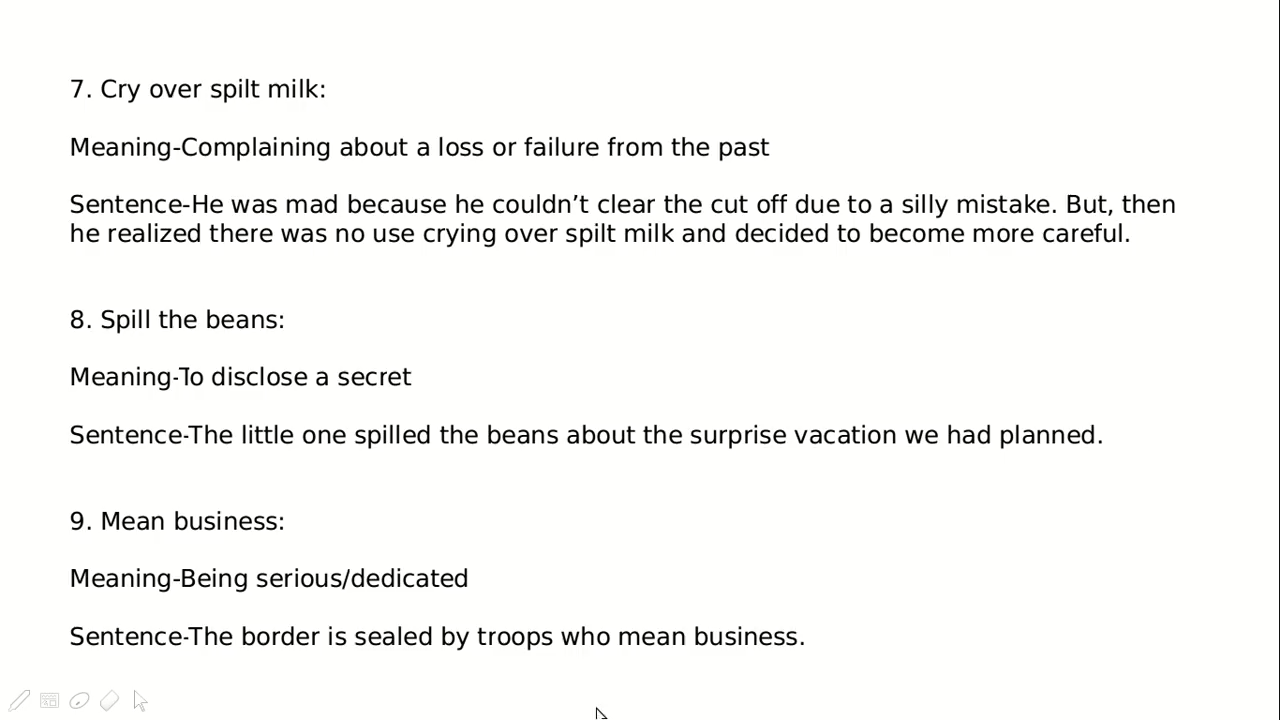 7. Cry over spilt milk:
Meaning-Complaining about a loss or failure from the past
Sentence-He was mad because he couldn’t clear the cut off due to a silly mistake. But, then
he realized there was no use crying over spilt milk and decided to become more careful.
8. Spill the beans:
Meaning-To disclose a secret
Sentence-The little one spilled the beans about the surprise vacation we had planned.
9. Mean business:
Meaning-Being serious/dedicated
Sentence-The border is sealed by troops who mean business.